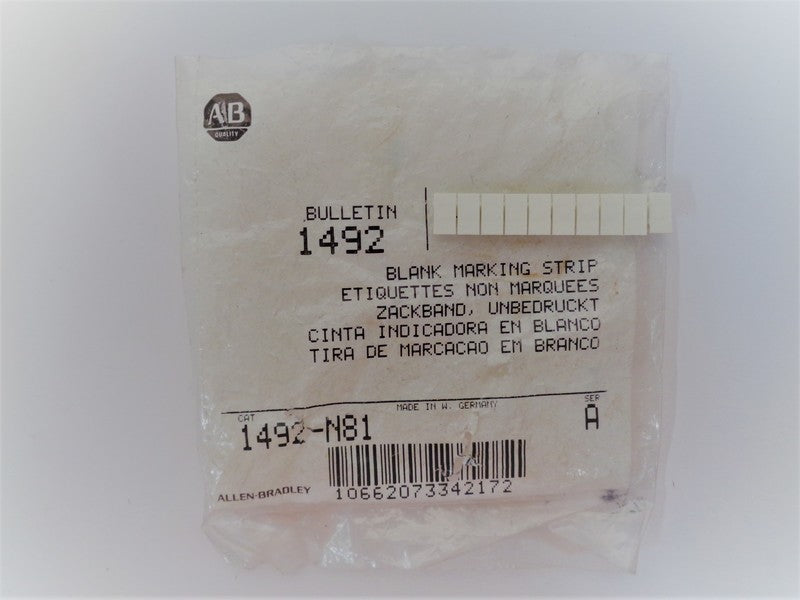 AB
QUALITY
BULLETIN
1492
BLANK MARKING STRIP
ETIQUETTES NON MARQUEES
ZACKBAND, UNBEDRUCKT
CINTA INDICADORA EN BLANCO
TIRA DE MARCACAO EM BRANCO
MADE IN W. GERMANY
CAT
SER
1492-N81
A
ALLEN-BRADLEY
10662073342172